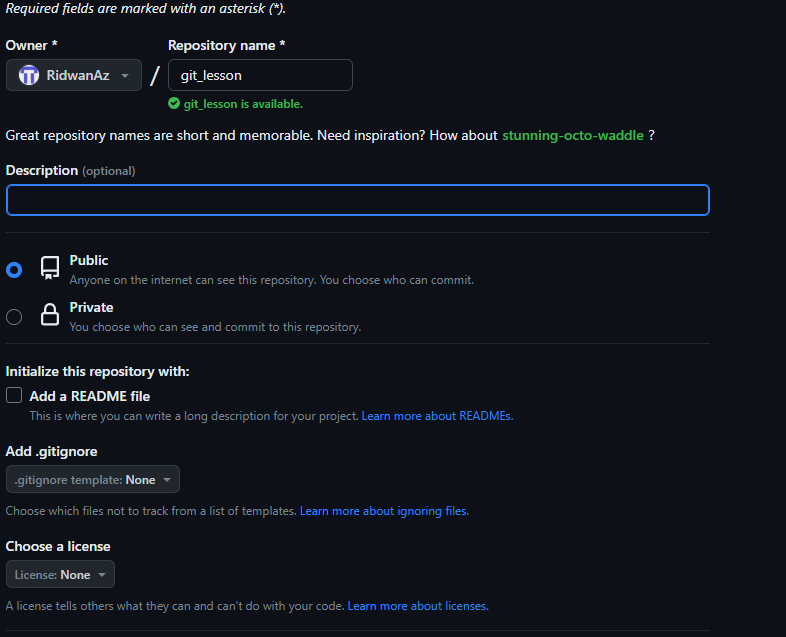 Required fields are marked with an asterisk (*).
Owner * Repository name *
RidwanAz / git_lesson
git_lesson is available.
Great repository names are short and memorable. Need inspiration? How about stunning-octo-waddle ?
Description (optional)
Public
Anyone on the internet can see this repository. You choose who can commit.
Private
You choose who can see and commit to this repository.
Initialize this repository with:
Add a README file
This is where you can write a long description for your project. Learn more about READMEs.
Add .gitignore
.gitignore template: None
Choose which files not to track from a list of templates. Learn more about ignoring files.
Choose a license
License: None
A license tells others what they can and can't do with your code. Learn more about licenses.